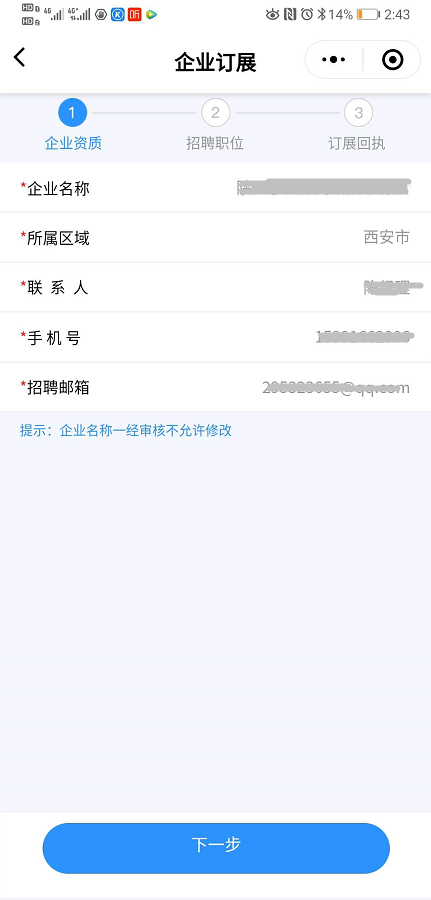 14% 2:43
企业订展
1 2 3
企业资质 招聘职位 订展回执
*企业名称
*所属区域 西安市
*联 系 人
*手 机 号
*招聘邮箱
提示：企业名称一经审核不允许修改
下一步